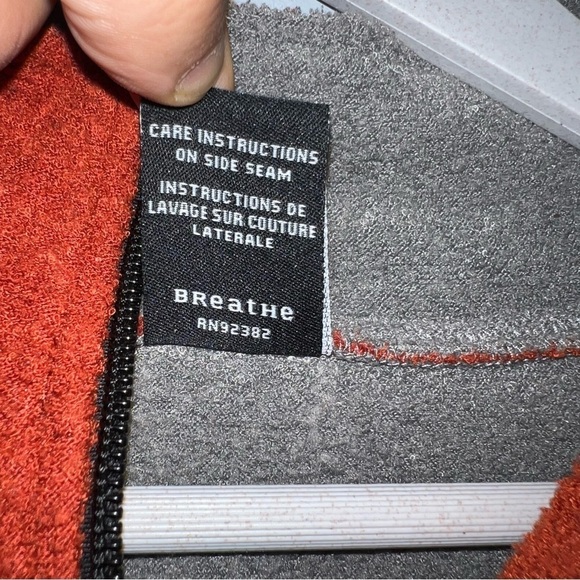 CARE INSTRUCTIONS
ON SIDE SEAM
INSTRUCTIONS DE
LAVAGE SUR COUTURE
LATERALE
BReatHe
RN92382